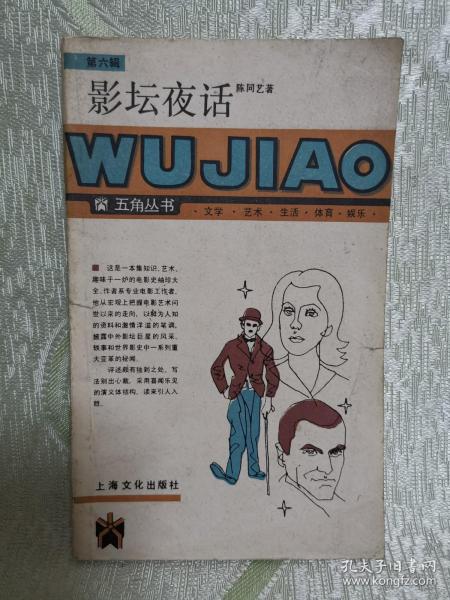 第六辑
影坛夜话 陈同艺著
WUJIAO
五角丛书 ·文学·艺术·生活·体育·娱乐·
■ 这是一本集知识、艺术、
趣味于一炉的电影史袖珍大
全。作者系专业电影工作者，
他从宏观上把握电影艺术问
世以来的走向，以鲜为人知
的资料和激情洋溢的笔调，
披露中外影坛巨星的风采、
轶事和世界影史中一系列重
大变革的秘闻。
评述颇有独到之处，写
法别出心裁，采用喜闻乐见
的演义体结构，读来引人入
胜。
上海文化出版社
孔夫子旧书网
www.kongfz.com